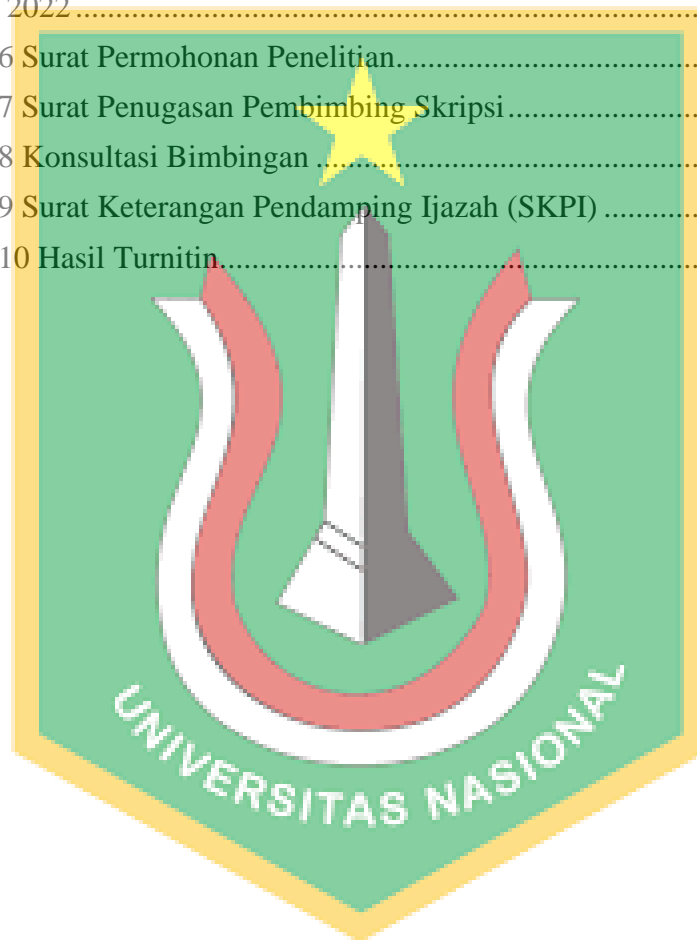 2022........................................................................
6 Surat Permohonan Penelitian.....................................
7 Surat Penugasan Pembimbing Skripsi.......................
8 Konsultasi Bimbingan ...............................................
9 Surat Keterangan Pendamping Ijazah (SKPI) ...........
10 Hasil Turnitin...........................................................
UNIVERSITAS NASIONAL